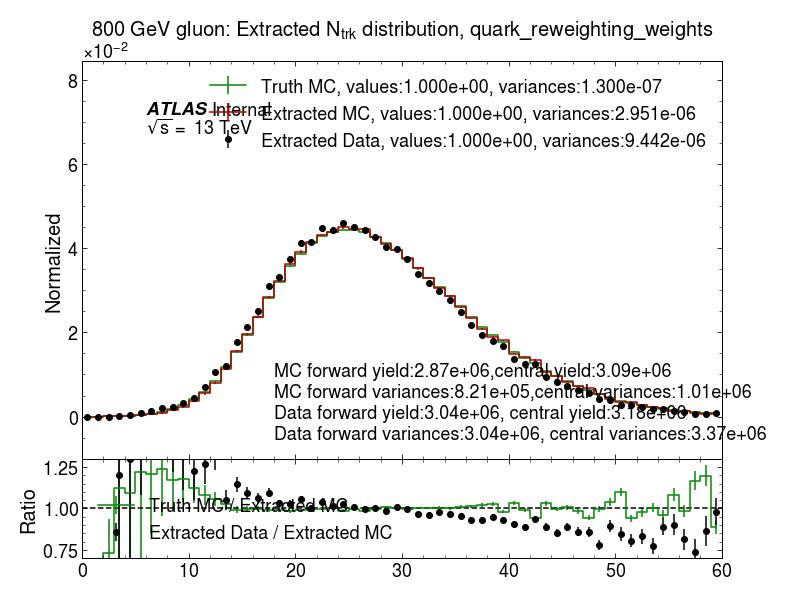 800 GeV gluon: Extracted N_trk distribution, quark_reweighting_weights
×10⁻²
Truth MC, values:1.000e+00, variances:1.300e-07
ATLAS Internal
Extracted MC, values:1.000e+00, variances:2.951e-06
√s = 13 TeV
Extracted Data, values:1.000e+00, variances:9.442e-06
Normalized
8
6
4
2
0
MC forward yield:2.87e+06,central yield:3.09e+06
MC forward variances:8.21e+05,central variances:1.01e+06
Data forward yield:3.04e+06, central yield:3.18e+06
Data forward variances:3.04e+06, central variances:3.37e+06
Ratio
1.25
1.00
0.75
Truth MC / Extracted MC
Extracted Data / Extracted MC
0 10 20 30 40 50 60